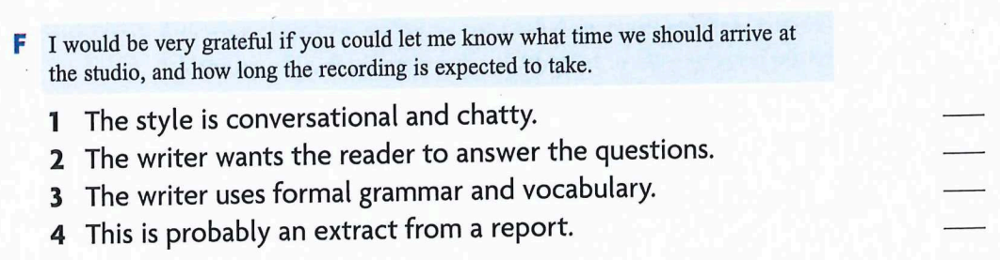 F I would be very grateful if you could let me know what time we should arrive at
the studio, and how long the recording is expected to take.
1 The style is conversational and chatty.
2 The writer wants the reader to answer the questions.
3 The writer uses formal grammar and vocabulary.
4 This is probably an extract from a report.